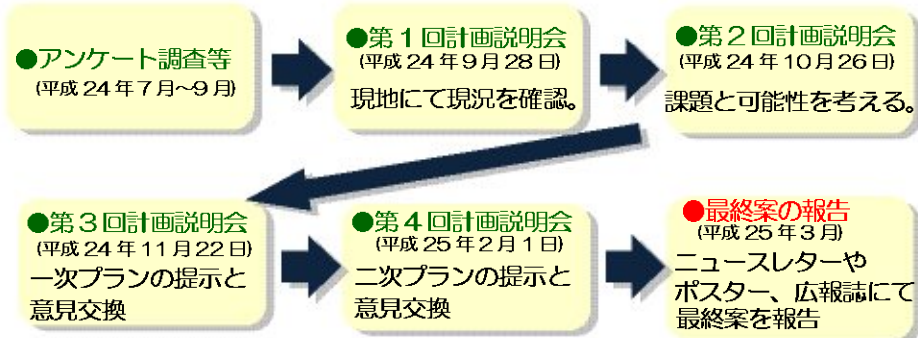 ●アンケート調査等
(平成24年7月~9月)
●第1回計画説明会
(平成24年9月28日)
現地にて現況を確認。
●第2回計画説明会
(平成24年10月26日)
課題と可能性を考える。
●第3回計画説明会
(平成24年11月22日)
一次プランの提示と
意見交換
●第4回計画説明会
(平成25年2月1日)
二次プランの提示と
意見交換
●最終案の報告
(平成25年3月)
ニュースレターや
ポスター、広報誌にて
最終案を報告